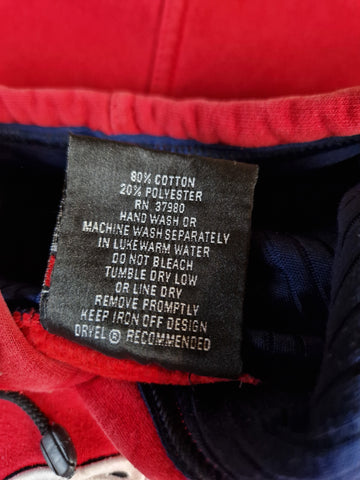 80% COTTON
20% POLYESTER
RN 37980
HAND WASH OR
MACHINE WASH SEPARATELY
IN LUKEWARM WATER
DO NOT BLEACH
TUMBLE DRY LOW
OR LINE DRY
REMOVE PROMPTLY
KEEP IRON OFF DESIGN
DRYEL ® RECOMMENDED